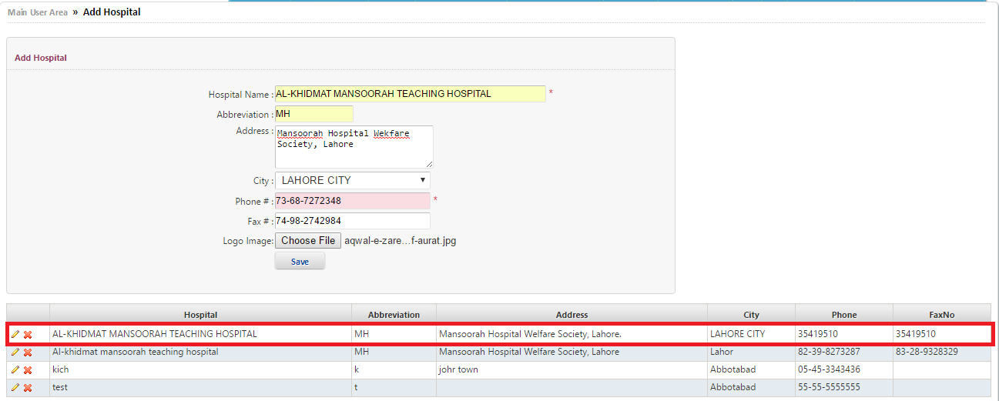 Main User Area » Add Hospital
Add Hospital
Hospital Name : AL-KHIDMAT MANSOORAH TEACHING HOSPITAL *
Abbreviation : MH
Address : Mansoorah Hospital Wekfare
Society, Lahore
City : LAHORE CITY
Phone # : 73-68-7272348 *
Fax # : 74-98-2742984
Logo Image: Choose File aqwal-e-zare...f-aurat.jpg
Save
Hospital Abbreviation Address City Phone FaxNo
AL-KHIDMAT MANSOORAH TEACHING HOSPITAL MH Mansoorah Hospital Welfare Society, Lahore. LAHORE CITY 35419510 35419510
Al-khidmat mansoorah teaching hospital MH Mansoorah Hospital Welfare Society, Lahore Lahor 82-39-8273287 83-28-9328329
kich k johr town Abbotabad 05-45-3343436
test t Abbotabad 55-55-5555555